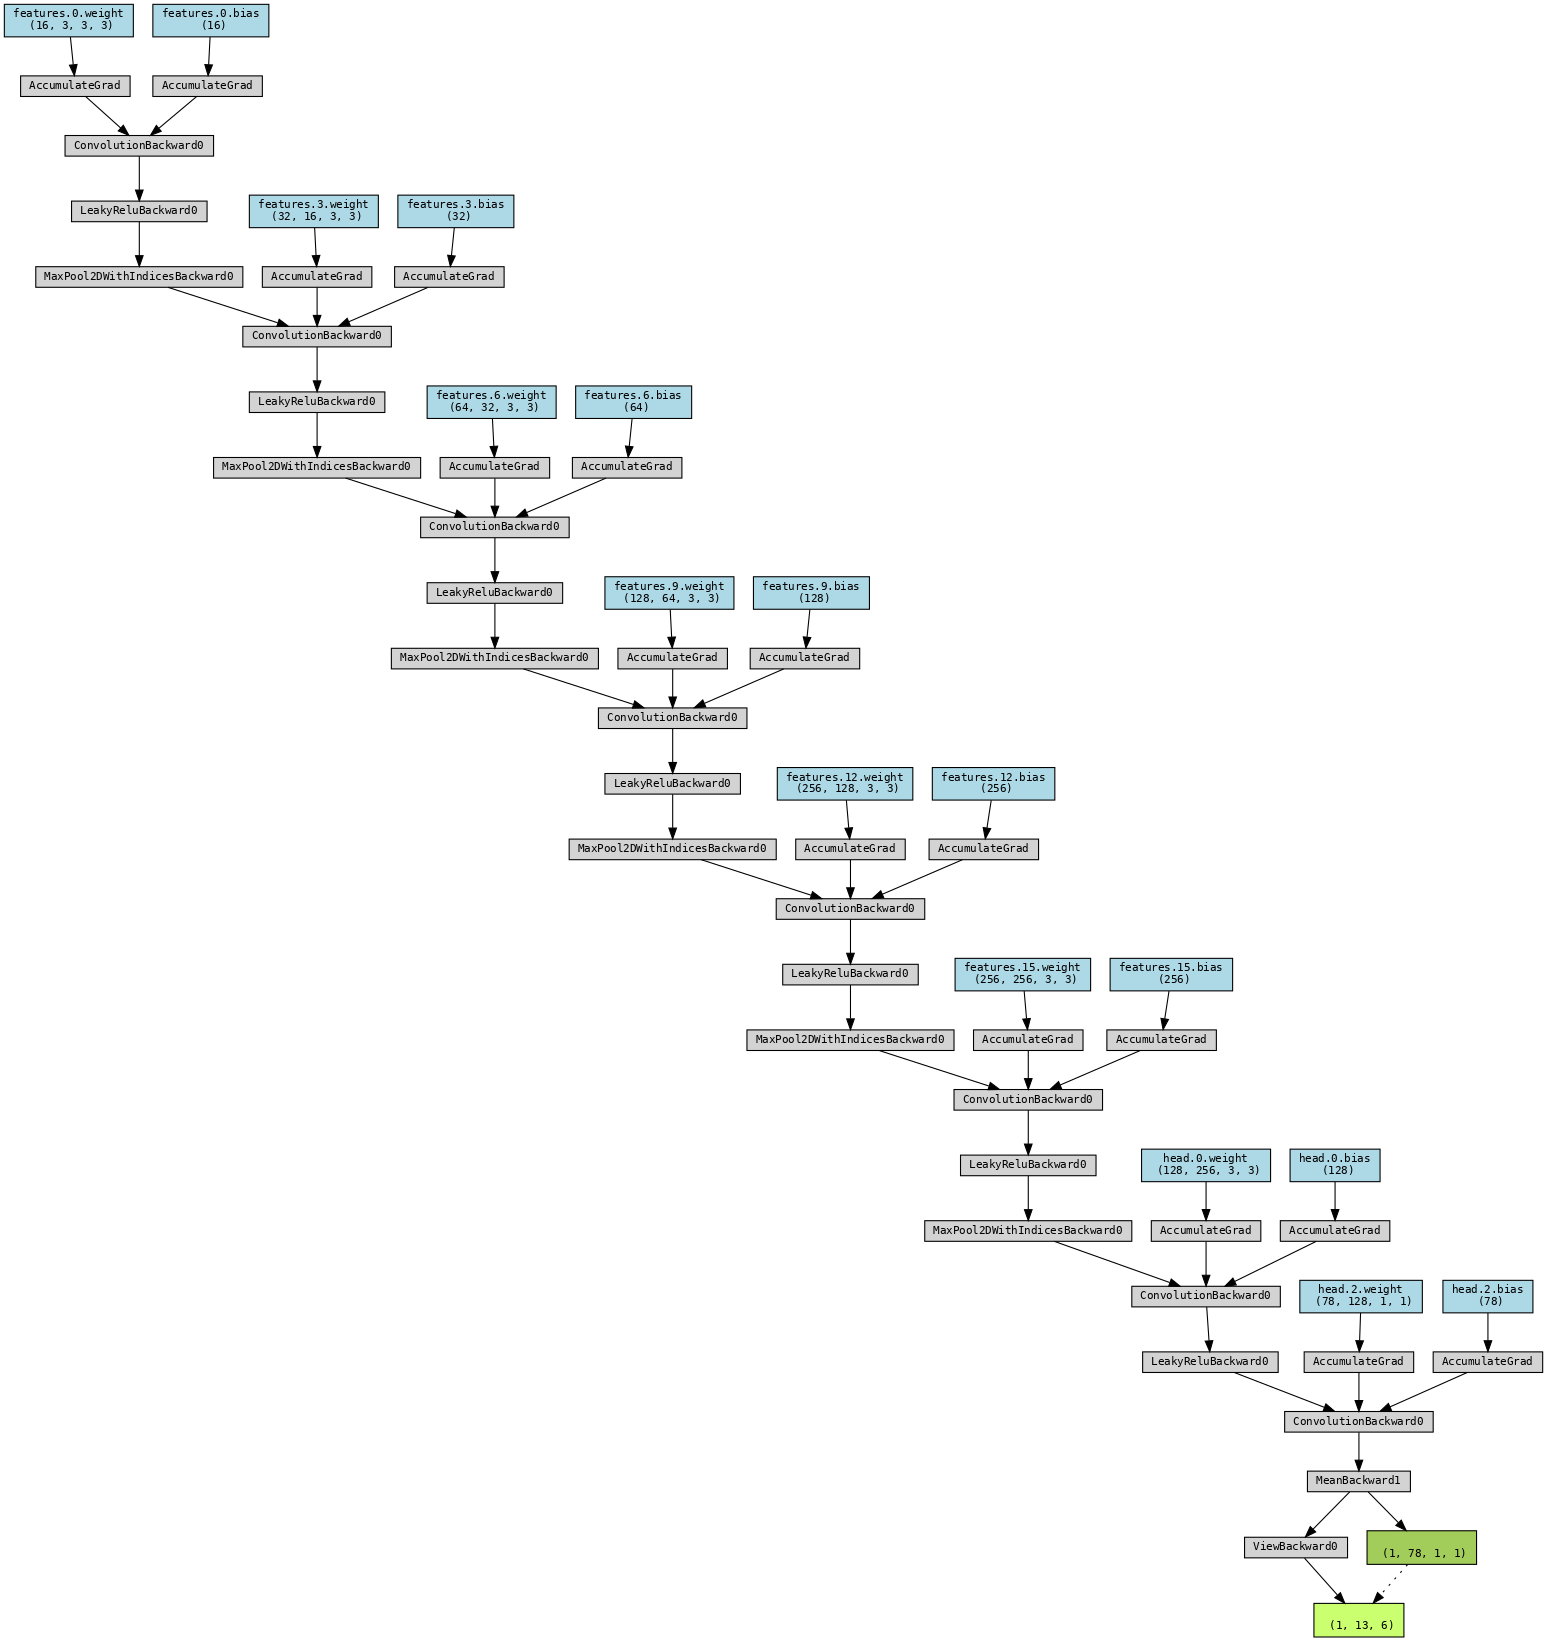 features.0.weight
(16, 3, 3, 3)
features.0.bias
(16)
AccumulateGrad
AccumulateGrad
ConvolutionBackward0
LeakyReluBackward0
features.3.weight
(32, 16, 3, 3)
features.3.bias
(32)
MaxPool2DWithIndicesBackward0
AccumulateGrad
AccumulateGrad
ConvolutionBackward0
LeakyReluBackward0
features.6.weight
(64, 32, 3, 3)
features.6.bias
(64)
MaxPool2DWithIndicesBackward0
AccumulateGrad
AccumulateGrad
ConvolutionBackward0
LeakyReluBackward0
features.9.weight
(128, 64, 3, 3)
features.9.bias
(128)
MaxPool2DWithIndicesBackward0
AccumulateGrad
AccumulateGrad
ConvolutionBackward0
LeakyReluBackward0
features.12.weight
(256, 128, 3, 3)
features.12.bias
(256)
MaxPool2DWithIndicesBackward0
AccumulateGrad
AccumulateGrad
ConvolutionBackward0
LeakyReluBackward0
features.15.weight
(256, 256, 3, 3)
features.15.bias
(256)
MaxPool2DWithIndicesBackward0
AccumulateGrad
AccumulateGrad
ConvolutionBackward0
LeakyReluBackward0
head.0.weight
(128, 256, 3, 3)
head.0.bias
(128)
MaxPool2DWithIndicesBackward0
AccumulateGrad
AccumulateGrad
ConvolutionBackward0
head.2.weight
(78, 128, 1, 1)
head.2.bias
(78)
LeakyReluBackward0
AccumulateGrad
AccumulateGrad
ConvolutionBackward0
MeanBackward1
ViewBackward0
(1, 78, 1, 1)
(1, 13, 6)